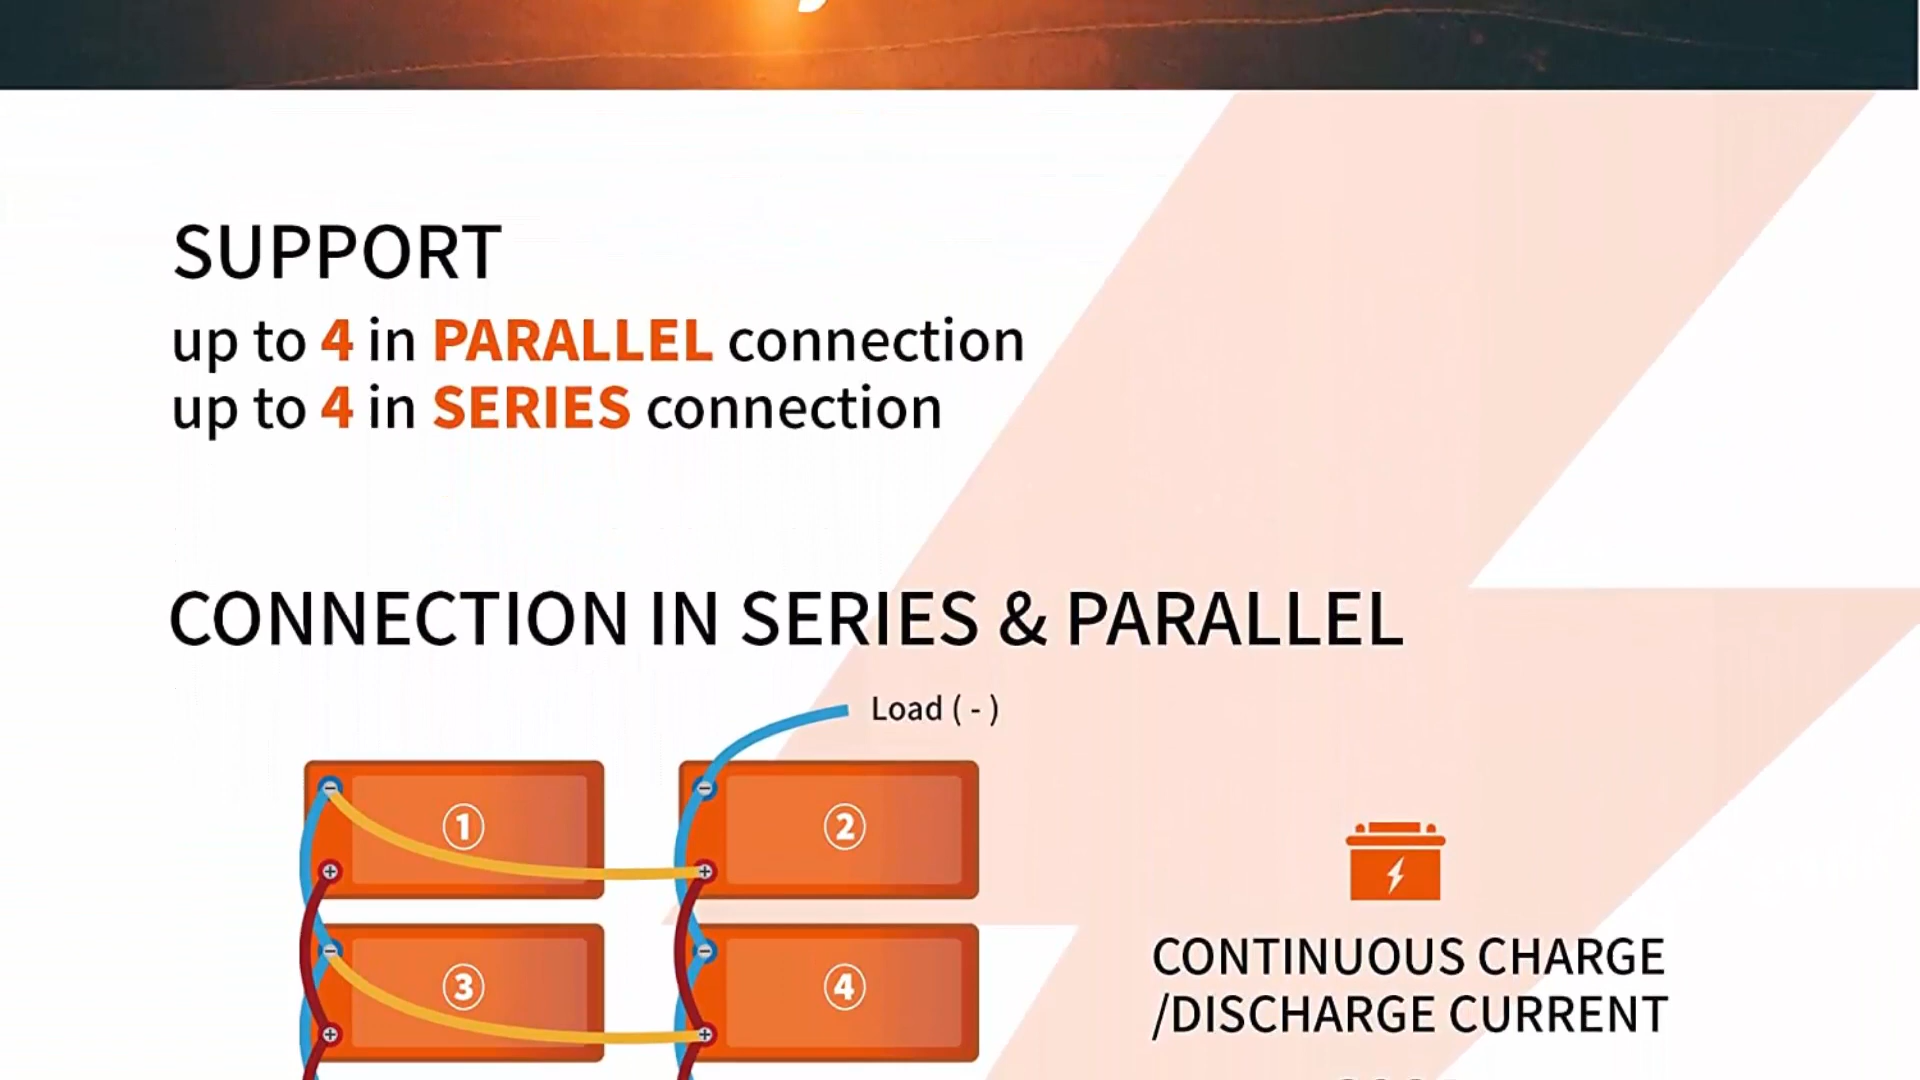 SUPPORT
up to 4 in PARALLEL connection
up to 4 in SERIES connection
CONNECTION IN SERIES & PARALLEL
Load ( - )
− ① − ②
+ +
− ③ − ④
+ +
CONTINUOUS CHARGE
/DISCHARGE CURRENT